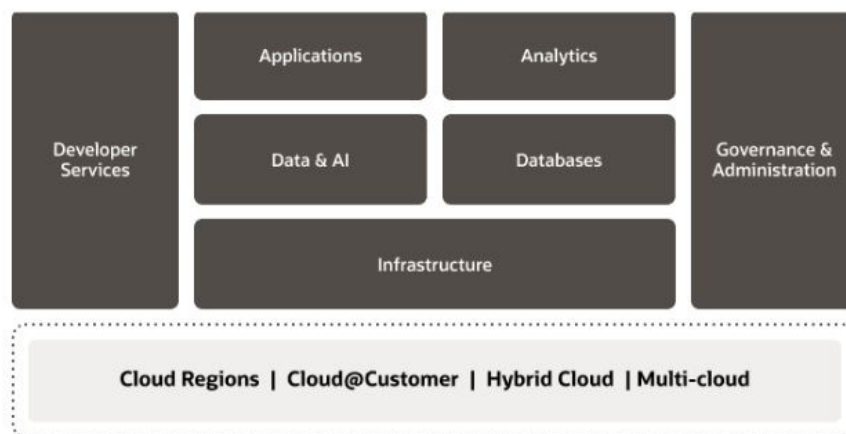 Applications
Analytics
Developer
Services
Data & AI
Databases
Governance &
Administration
Infrastructure
Cloud Regions | Cloud@Customer | Hybrid Cloud | Multi-cloud